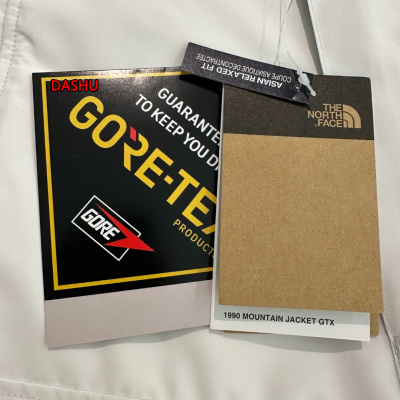 DASHU
GUARANTE
TO KEEP YOU D
GORE-TEX
PRODUCT
GORE
ASIAN RELAXED FIT
COUPE ASIATIQUE DÉCONTRACTÉE
THE
NORTH
FACE
1990 MOUNTAIN JACKET GTX